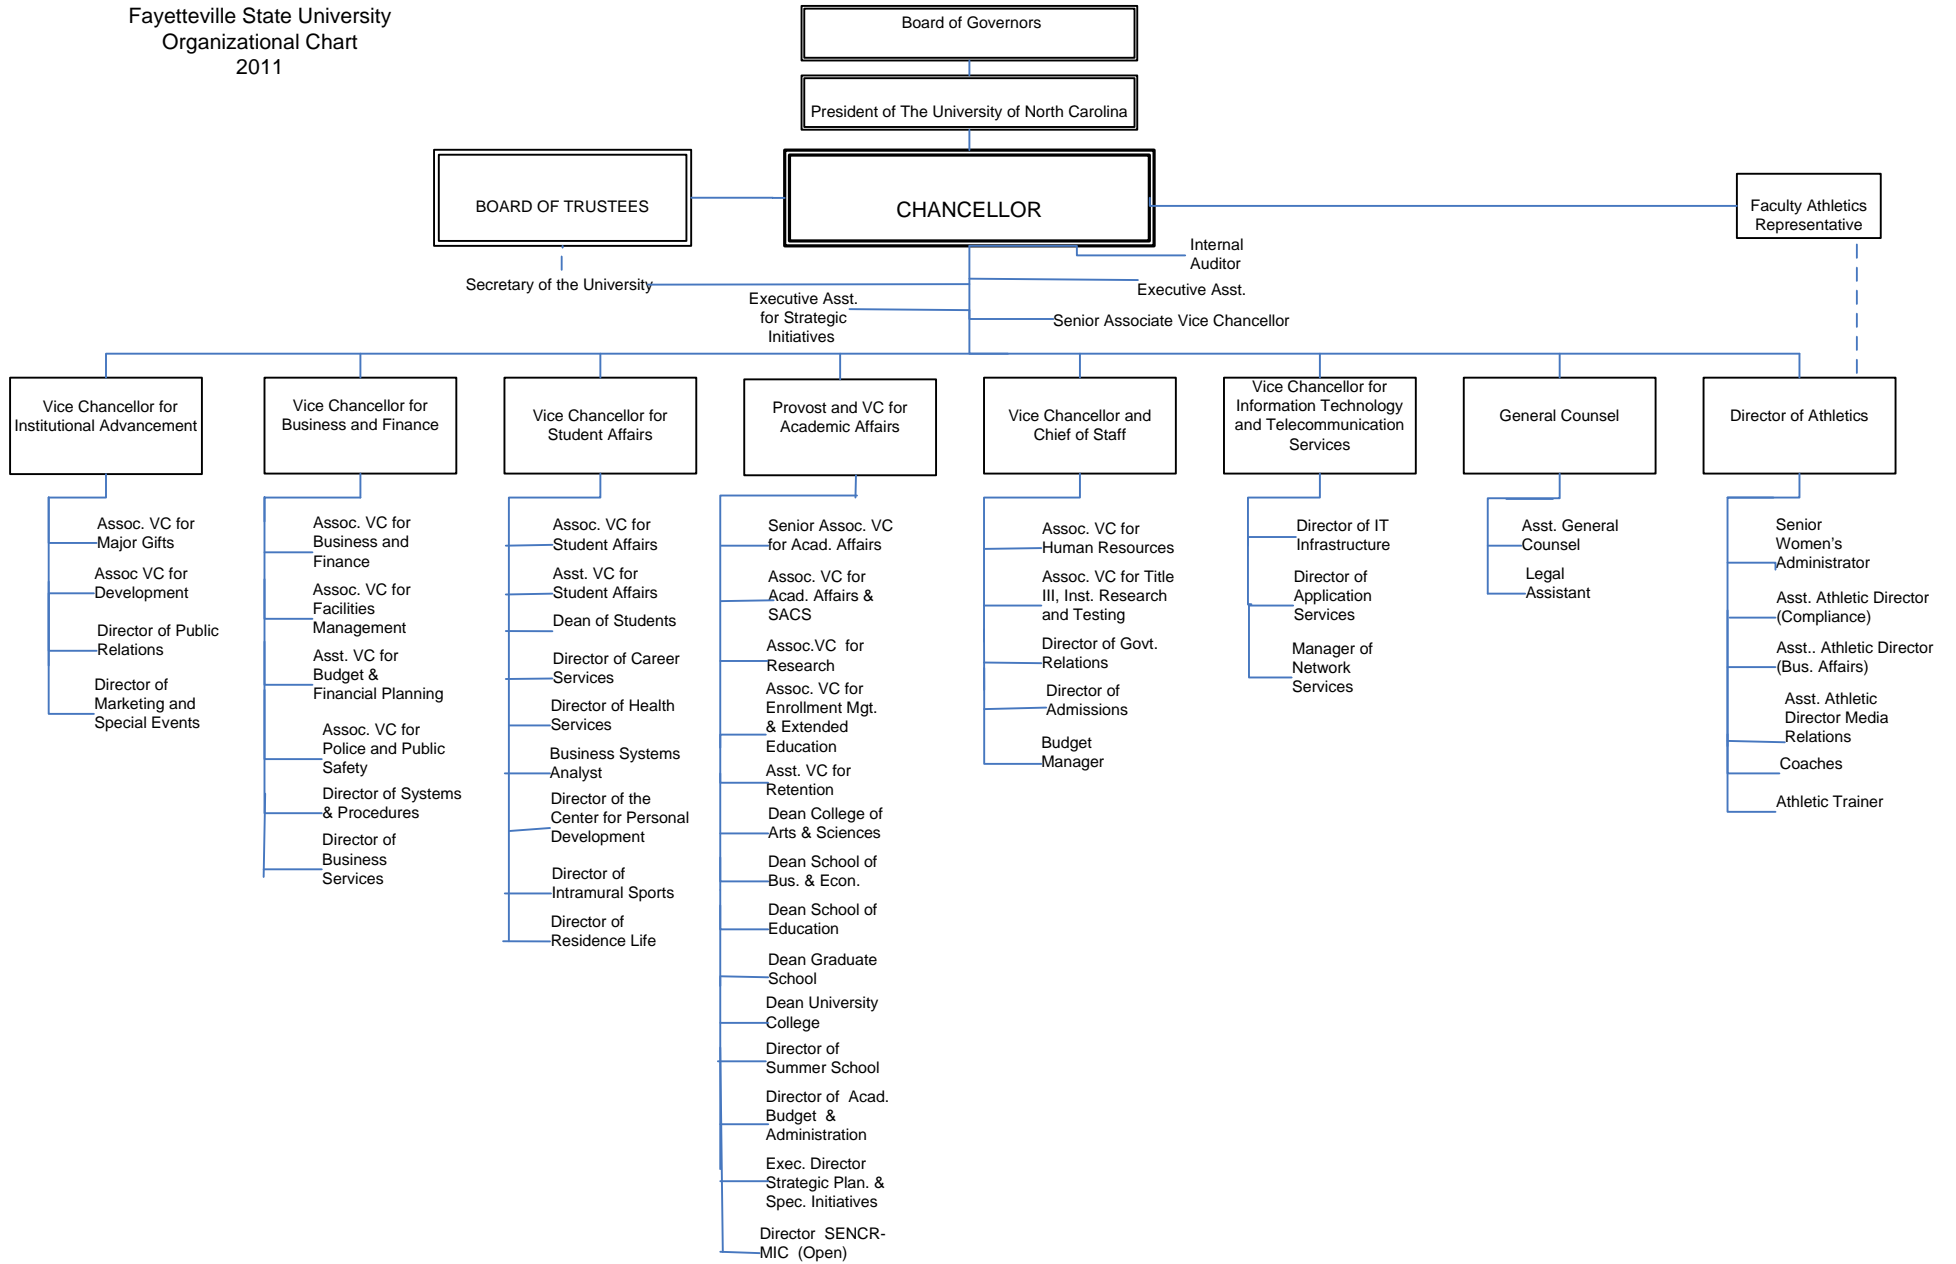 Fayetteville State University
Organizational Chart
2011
Board of Governors
President of The University of North Carolina
BOARD OF TRUSTEES
CHANCELLOR
Faculty Athletics
Representative
Internal
Auditor
Secretary of the University
Executive Asst.
Executive Asst.
for Strategic
Initiatives
Senior Associate Vice Chancellor
Vice Chancellor for
Institutional Advancement
Vice Chancellor for
Business and Finance
Vice Chancellor for
Student Affairs
Provost and VC for
Academic Affairs
Vice Chancellor and
Chief of Staff
Vice Chancellor for
Information Technology
and Telecommunication
Services
General Counsel
Director of Athletics
Assoc. VC for
Major Gifts
Assoc VC for
Development
Director of Public
Relations
Director of
Marketing and
Special Events
Assoc. VC for
Business and
Finance
Assoc. VC for
Facilities
Management
Asst. VC for
Budget &
Financial Planning
Assoc. VC for
Police and Public
Safety
Director of Systems
& Procedures
Director of
Business
Services
Assoc. VC for
Student Affairs
Asst. VC for
Student Affairs
Dean of Students
Director of Career
Services
Director of Health
Services
Business Systems
Analyst
Director of the
Center for Personal
Development
Director of
Intramural Sports
Director of
Residence Life
Senior Assoc. VC
for Acad. Affairs
Assoc. VC for
Acad. Affairs &
SACS
Assoc.VC  for
Research
Assoc. VC for
Enrollment Mgt.
& Extended
Education
Asst. VC for
Retention
Dean College of
Arts & Sciences
Dean School of
Bus. & Econ.
Dean School of
Education
Dean Graduate
School
Dean University
College
Director of
Summer School
Director of  Acad.
Budget  &
Administration
Exec. Director
Strategic Plan. &
Spec. Initiatives
Director  SENCR-
MIC  (Open)
Assoc. VC for
Human Resources
Assoc. VC for Title
III, Inst. Research
and Testing
Director of Govt.
Relations
Director of
Admissions
Budget
Manager
Director of IT
Infrastructure
Director of
Application
Services
Manager of
Network
Services
Asst. General
Counsel
Legal
Assistant
Senior
Women's
Administrator
Asst. Athletic Director
(Compliance)
Asst.. Athletic Director
(Bus. Affairs)
Asst. Athletic
Director Media
Relations
Coaches
Athletic Trainer